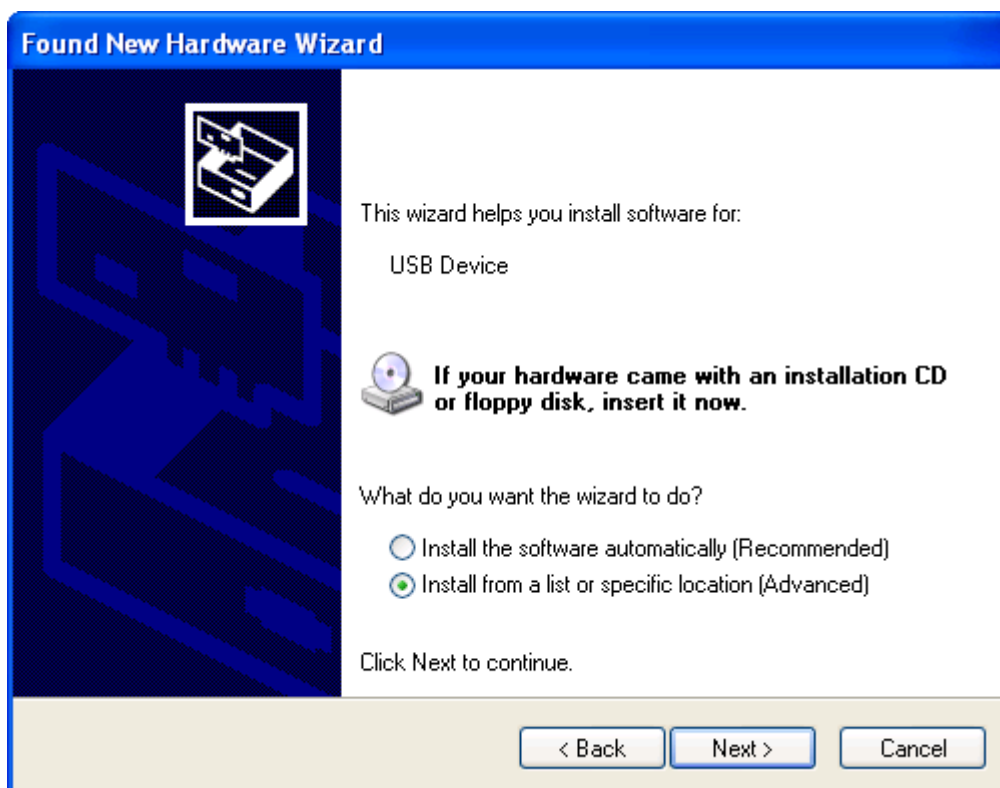 Found New Hardware Wizard
This wizard helps you install software for:
USB Device
If your hardware came with an installation CD
or floppy disk, insert it now.
What do you want the wizard to do?
Install the software automatically (Recommended)
Install from a list or specific location (Advanced)
Click Next to continue.
< Back
Next >
Cancel